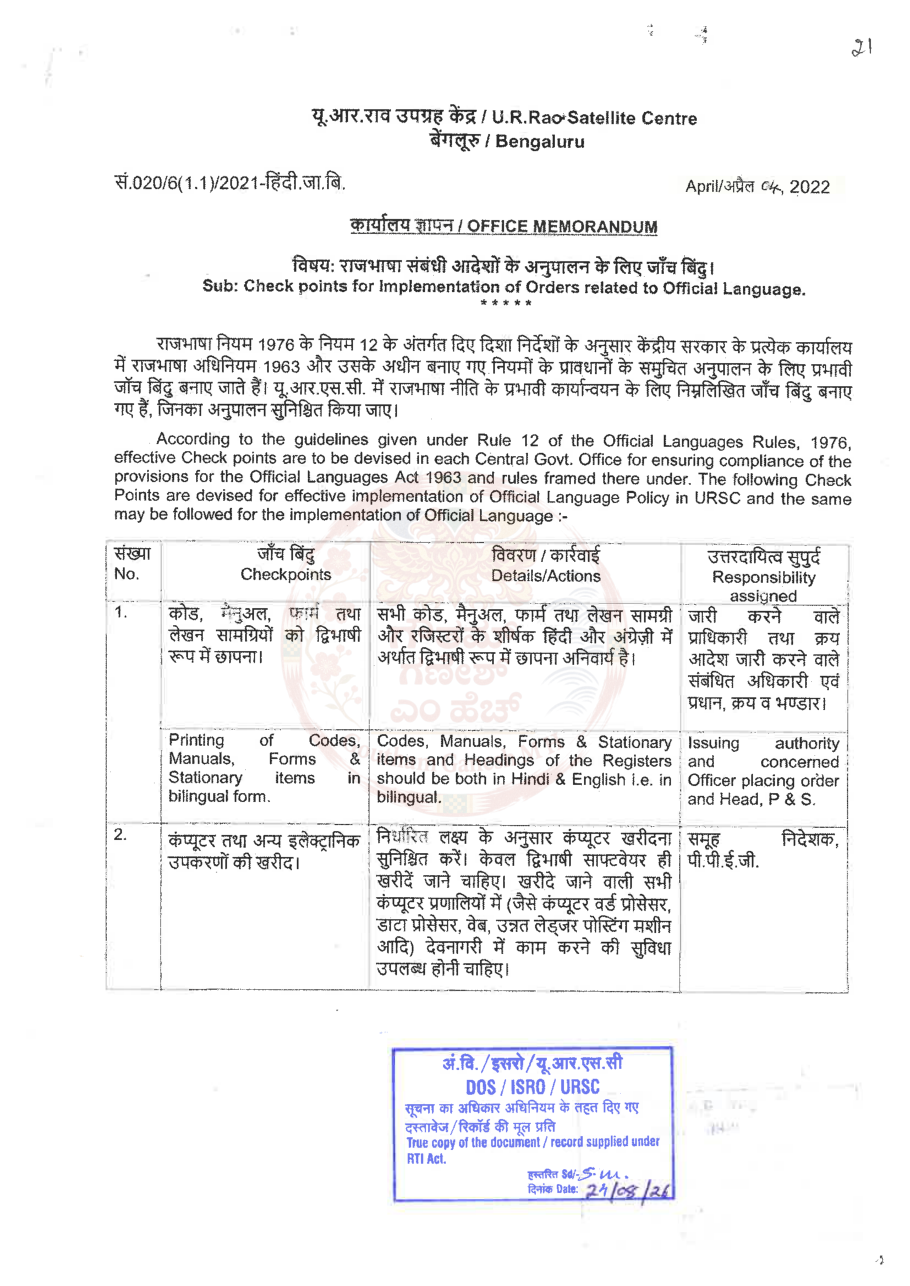 21
यू.आर.राव उपग्रह केंद्र / U.R.Rao Satellite Centre
बेंगलूरु / Bengaluru
सं.020/6(1.1)/2021-हिंदी.जा.बि.
April/अप्रैल 04, 2022
कार्यालय ज्ञापन / OFFICE MEMORANDUM
विषय: राजभाषा संबंधी आदेशों के अनुपालन के लिए जाँच बिंदु।
Sub: Check points for Implementation of Orders related to Official Language.
* * * * *
राजभाषा नियम 1976 के नियम 12 के अंतर्गत दिए दिशा निर्देशों के अनुसार केंद्रीय सरकार के प्रत्येक कार्यालय
में राजभाषा अधिनियम 1963 और उसके अधीन बनाए गए नियमों के प्रावधानों के समुचित अनुपालन के लिए प्रभावी
जाँच बिंदु बनाए जाते हैं। यू.आर.एस.सी. में राजभाषा नीति के प्रभावी कार्यान्वयन के लिए निम्नलिखित जाँच बिंदु बनाए
गए हैं, जिनका अनुपालन सुनिश्चित किया जाए।
According to the guidelines given under Rule 12 of the Official Languages Rules, 1976,
effective Check points are to be devised in each Central Govt. Office for ensuring compliance of the
provisions for the Official Languages Act 1963 and rules framed there under. The following Check
Points are devised for effective implementation of Official Language Policy in URSC and the same
may be followed for the implementation of Official Language :-
संख्या
No.
जाँच बिंदु
Checkpoints
विवरण / कार्रवाई
Details/Actions
उत्तरदायित्व सुपुर्द
Responsibility
assigned
1.
कोड, मैनुअल, फार्म तथा
लेखन सामग्रियों को द्विभाषी
रूप में छापना।
सभी कोड, मैनुअल, फार्म तथा लेखन सामग्री
और रजिस्टरों के शीर्षक हिंदी और अंग्रेज़ी में
अर्थात द्विभाषी रूप में छापना अनिवार्य है।
जारी करने वाले
प्राधिकारी तथा क्रय
आदेश जारी करने वाले
संबंधित अधिकारी एवं
प्रधान, क्रय व भण्डार।
Printing of Codes,
Manuals, Forms &
Stationary items in
bilingual form.
Codes, Manuals, Forms & Stationary
items and Headings of the Registers
should be both in Hindi & English i.e. in
bilingual.
Issuing authority
and concerned
Officer placing order
and Head, P & S.
2.
कंप्यूटर तथा अन्य इलेक्ट्रानिक
उपकरणों की खरीद।
निर्धारित लक्ष्य के अनुसार कंप्यूटर खरीदना
सुनिश्चित करें। केवल द्विभाषी साफ्टवेयर ही
खरीदें जाने चाहिए। खरीदे जाने वाली सभी
कंप्यूटर प्रणालियों में (जैसे कंप्यूटर वर्ड प्रोसेसर,
डाटा प्रोसेसर, वेब, उन्नत लेड्जर पोस्टिंग मशीन
आदि) देवनागरी में काम करने की सुविधा
उपलब्ध होनी चाहिए।
समूह निदेशक,
पी.पी.ई.जी.
ಗಣೇಶ್
ಎಂ ಹೆಚ್
अं.वि./इसरो/यू.आर.एस.सी
DOS / ISRO / URSC
सूचना का अधिकार अधिनियम के तहत दिए गए
दस्तावेज/रिकॉर्ड की मूल प्रति
True copy of the document / record supplied under
RTI Act.
हस्तरित Sd/-
दिनांक Date: 29/08/26